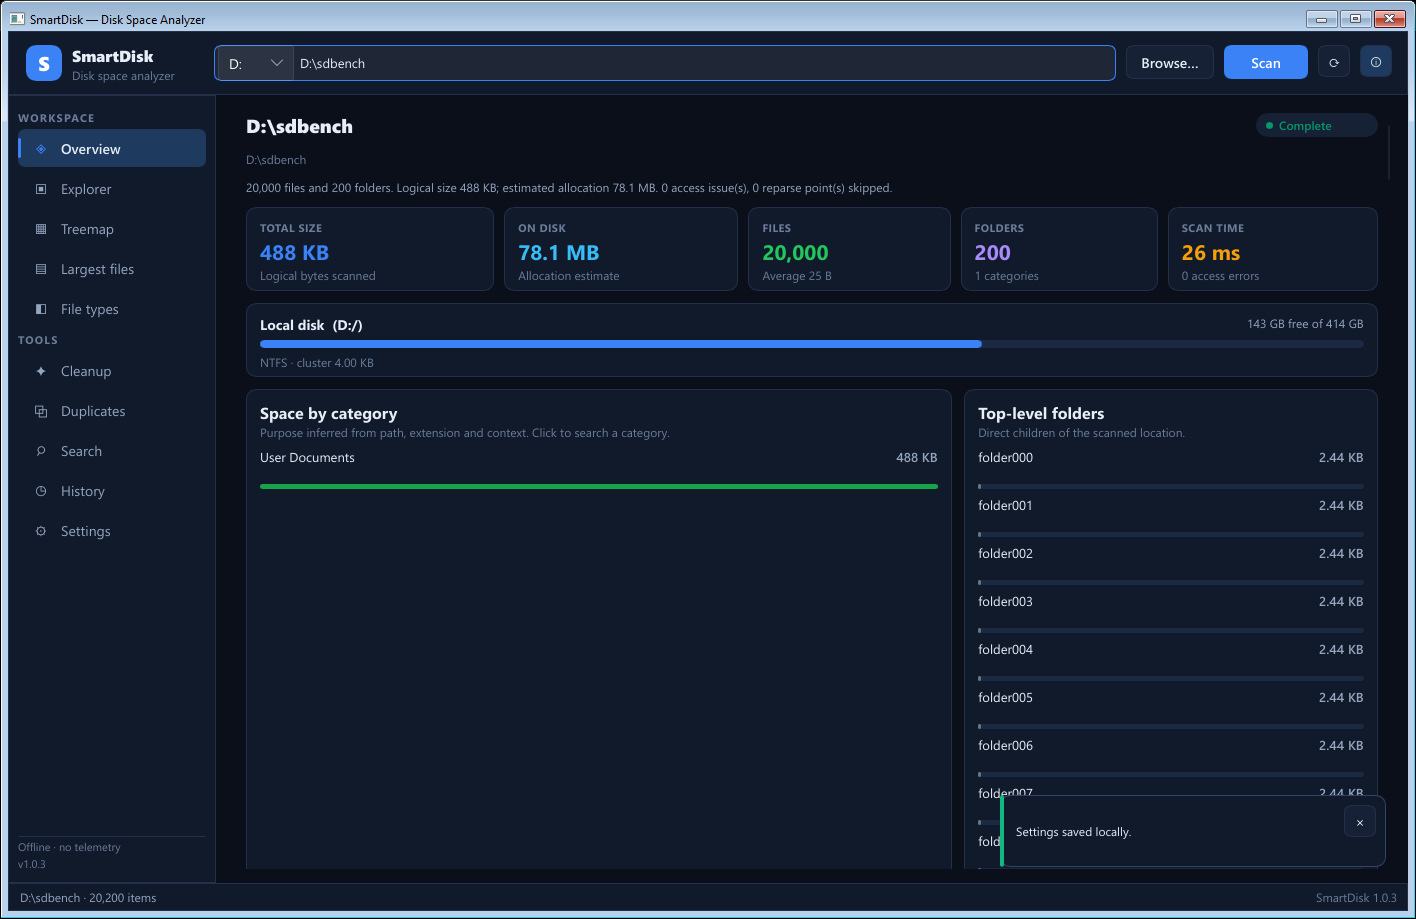 SmartDisk — Disk Space Analyzer
S
SmartDisk
Disk space analyzer
D:
D:\sdbench
Browse...
Scan
WORKSPACE
Overview
Explorer
Treemap
Largest files
File types
TOOLS
Cleanup
Duplicates
Search
History
Settings
Offline · no telemetry
v1.0.3
D:\sdbench
Complete
D:\sdbench
20,000 files and 200 folders. Logical size 488 KB; estimated allocation 78.1 MB. 0 access issue(s), 0 reparse point(s) skipped.
TOTAL SIZE
488 KB
Logical bytes scanned
ON DISK
78.1 MB
Allocation estimate
FILES
20,000
Average 25 B
FOLDERS
200
1 categories
SCAN TIME
26 ms
0 access errors
Local disk (D:/)
143 GB free of 414 GB
NTFS · cluster 4.00 KB
Space by category
Purpose inferred from path, extension and context. Click to search a category.
User Documents
488 KB
Top-level folders
Direct children of the scanned location.
folder000
2.44 KB
folder001
2.44 KB
folder002
2.44 KB
folder003
2.44 KB
folder004
2.44 KB
folder005
2.44 KB
folder006
2.44 KB
folder007
2.44 KB
fold
Settings saved locally.
×
D:\sdbench · 20,200 items
SmartDisk 1.0.3